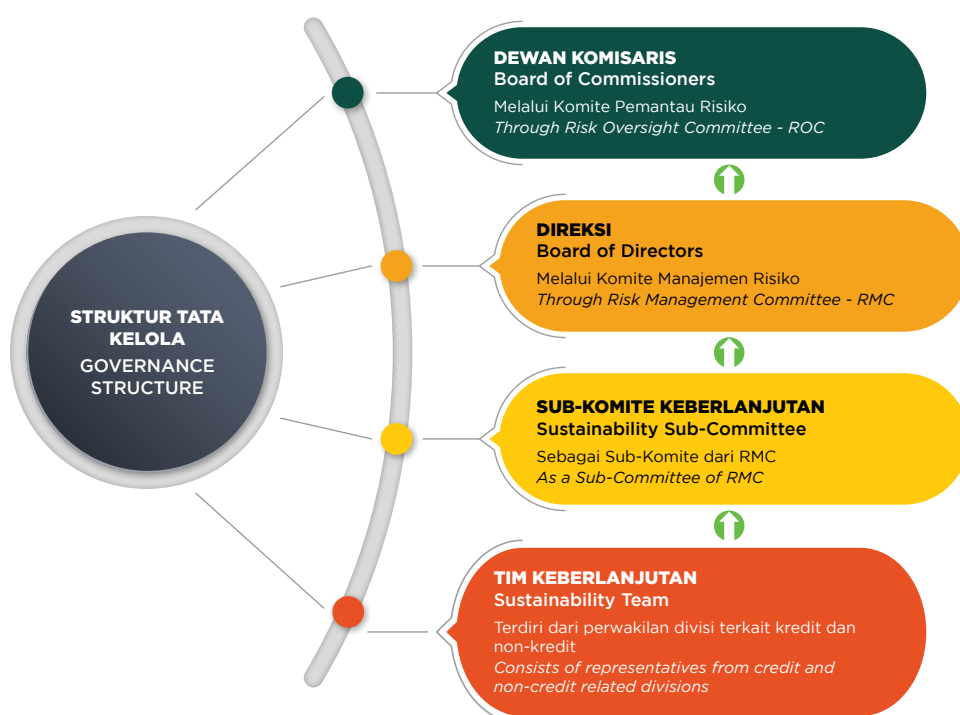 STRUKTUR TATA
KELOLA
GOVERNANCE
STRUCTURE
DEWAN KOMISARIS
Board of Commissioners
Melalui Komite Pemantau Risiko
Through Risk Oversight Committee - ROC
DIREKSI
Board of Directors
Melalui Komite Manajemen Risiko
Through Risk Management Committee - RMC
SUB-KOMITE KEBERLANJUTAN
Sustainability Sub-Committee
Sebagai Sub-Komite dari RMC
As a Sub-Committee of RMC
TIM KEBERLANJUTAN
Sustainability Team
Terdiri dari perwakilan divisi terkait kredit dan
non-kredit
Consists of representatives from credit and
non-credit related divisions